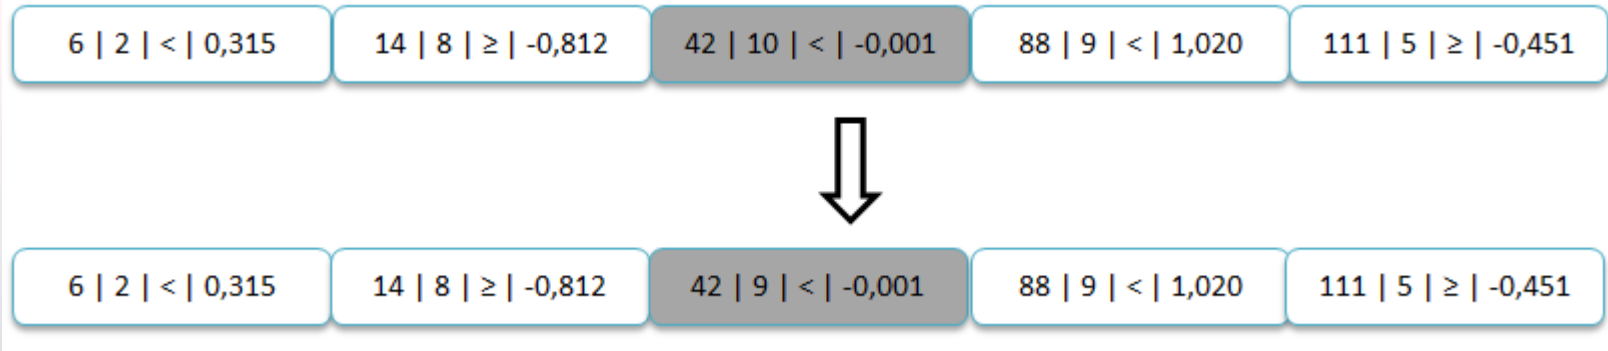 6 | 2 | < | 0,315 14 | 8 | ≥ | -0,812 42 | 10 | < | -0,001 88 | 9 | < | 1,020 111 | 5 | ≥ | -0,451
6 | 2 | < | 0,315 14 | 8 | ≥ | -0,812 42 | 9 | < | -0,001 88 | 9 | < | 1,020 111 | 5 | ≥ | -0,451